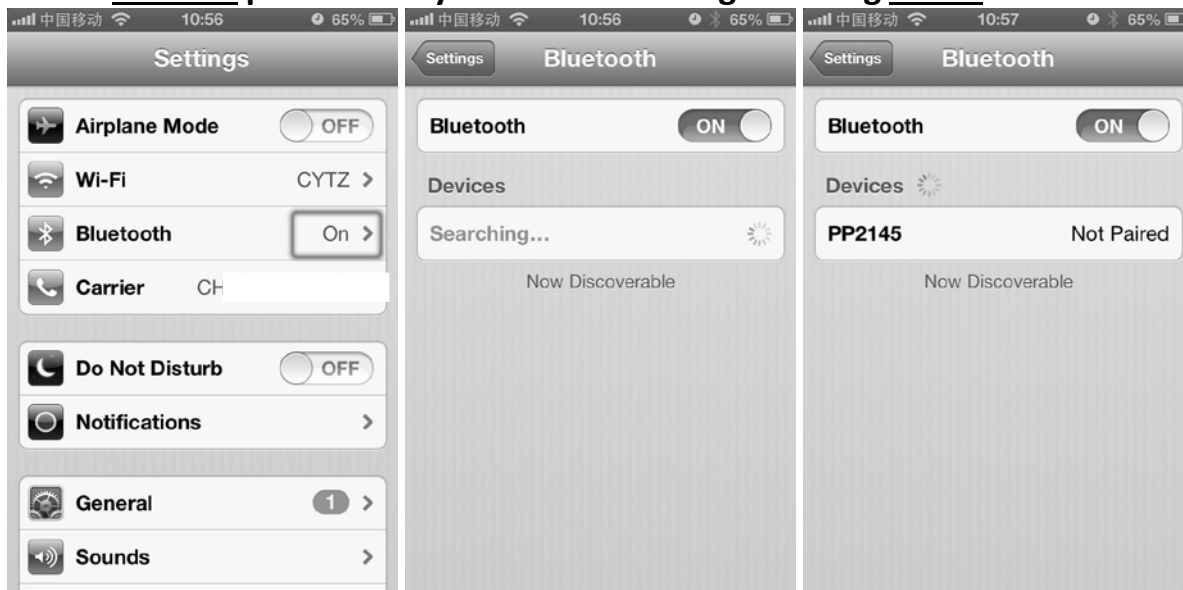 中国移动 10:56 65%
Settings
Airplane Mode OFF
Wi-Fi CYTZ
Bluetooth On
Carrier CH
Do Not Disturb OFF
Notifications
General 1
Sounds
中国移动 10:56 65%
Settings Bluetooth
Bluetooth ON
Devices
Searching...
Now Discoverable
中国移动 10:57 65%
Settings Bluetooth
Bluetooth ON
Devices
PP2145 Not Paired
Now Discoverable